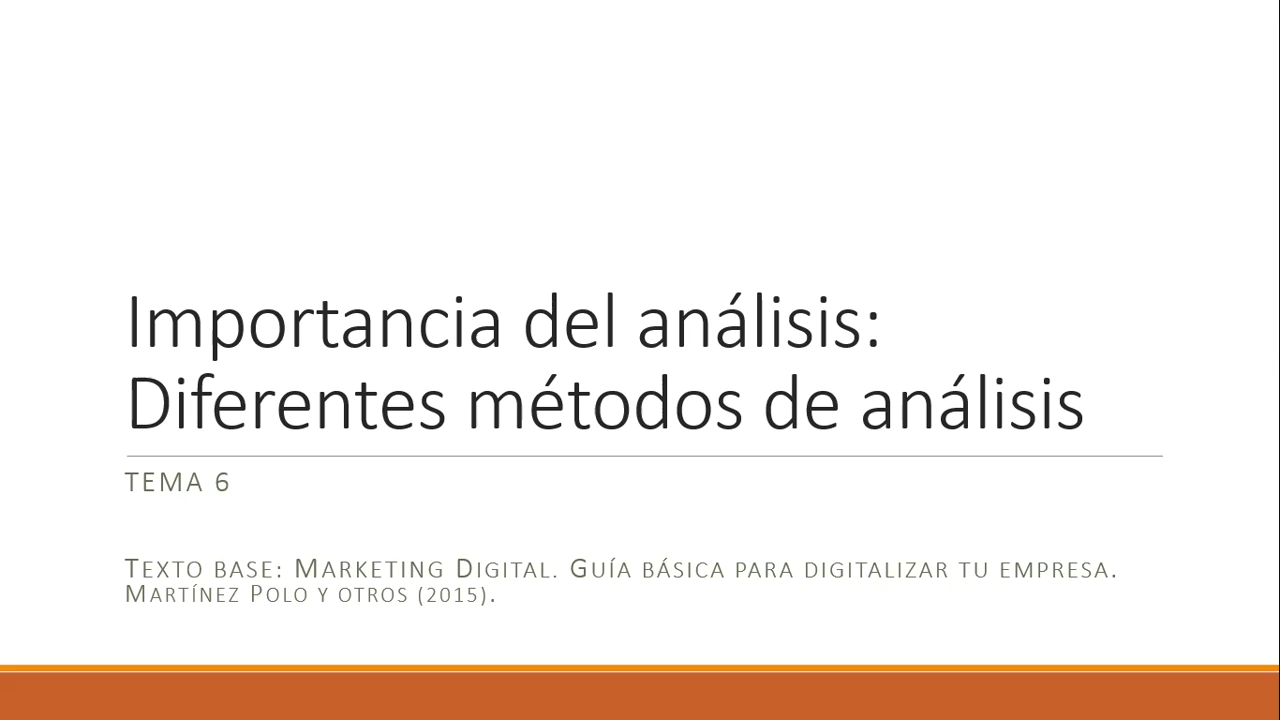 Importancia del análisis:
Diferentes métodos de análisis
TEMA 6
TEXTO BASE: MARKETING DIGITAL. GUÍA BÁSICA PARA DIGITALIZAR TU EMPRESA.
MARTÍNEZ POLO Y OTROS (2015).